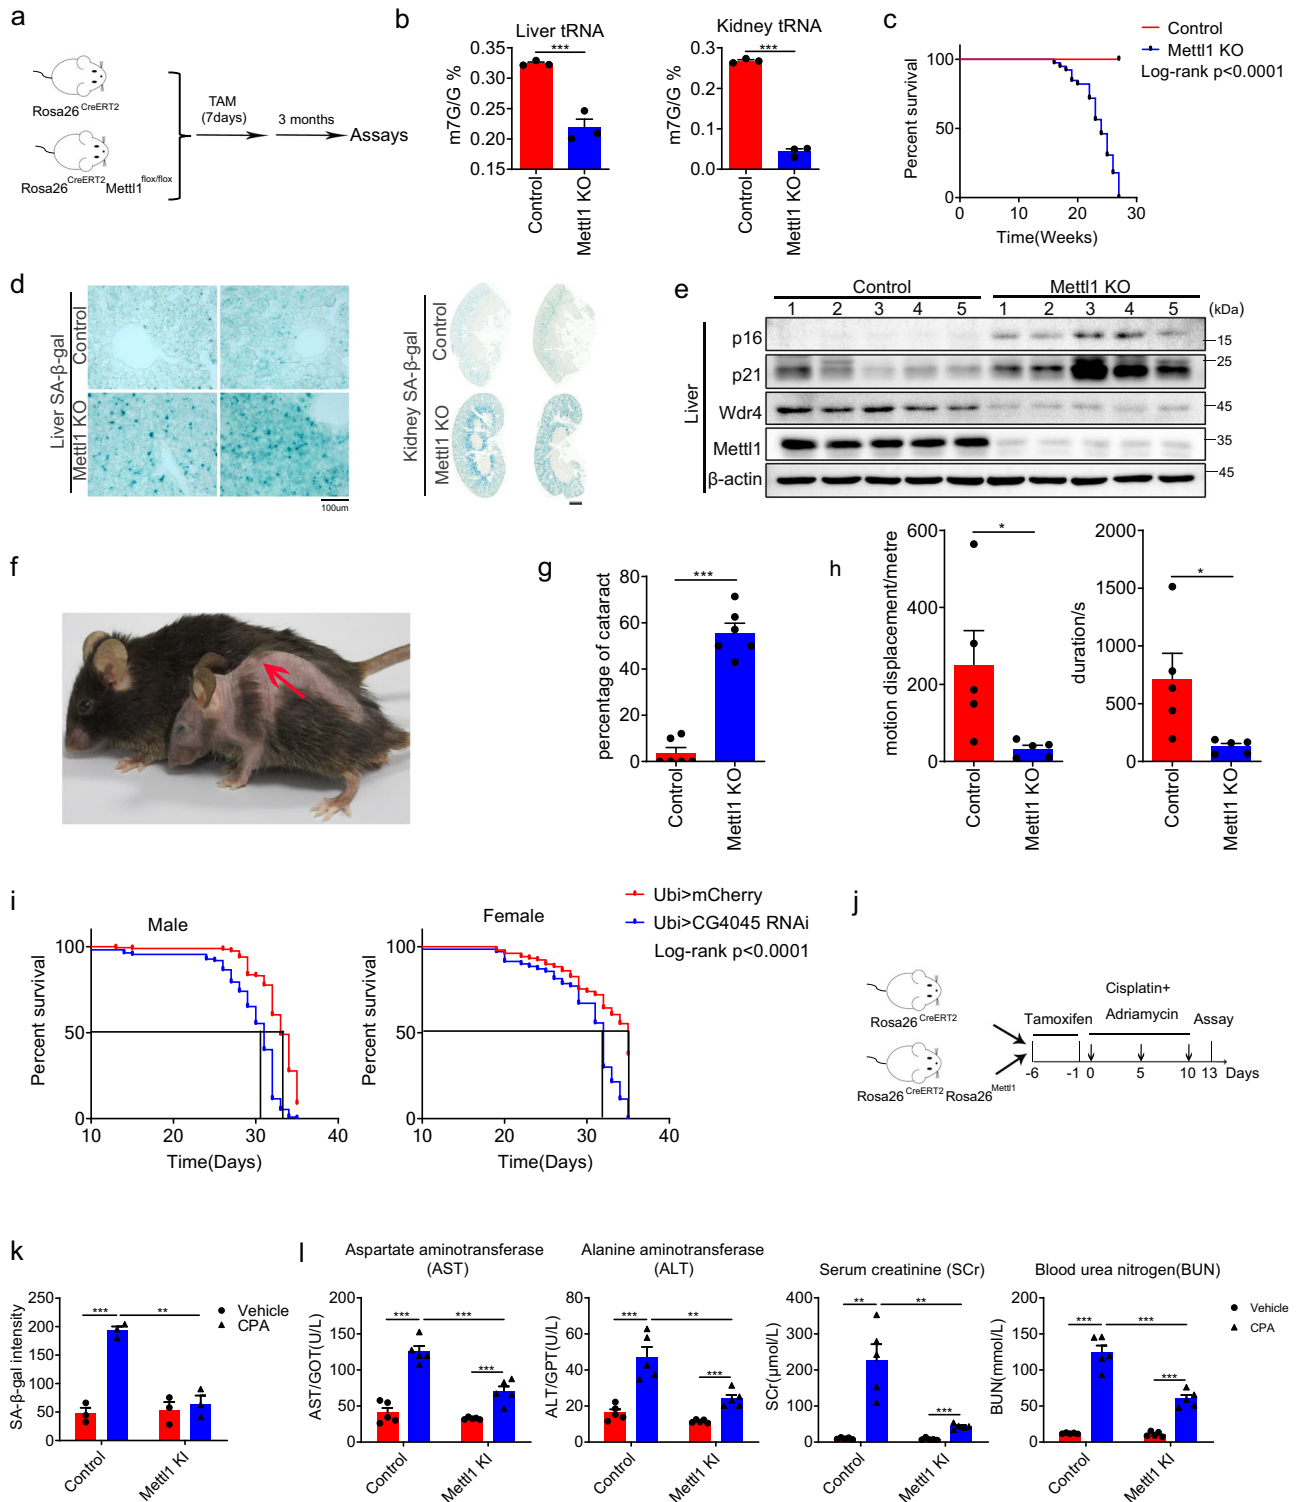 a
Rosa26 CreERT2
Rosa26 CreERT2 Mettl1 flox/flox
TAM
(7days)
3 months
Assays
b
Liver tRNA
***
m7G/G %
0.35
0.30
0.25
0.20
0.15
Control
Mettl1 KO
Kidney tRNA
***
m7G/G %
0.3
0.2
0.1
0.0
Control
Mettl1 KO
c
Control
Mettl1 KO
Log-rank p<0.0001
Percent survival
100
50
0
0 10 20 30
Time(Weeks)
d
Liver SA-β-gal
Control
Mettl1 KO
100um
Kidney SA-β-gal
Control
Mettl1 KO
e
Control Mettl1 KO
1 2 3 4 5 1 2 3 4 5 (kDa)
Liver
p16
15
p21
25
15
Wdr4
45
Mettl1
35
β-actin
45
f
g
***
percentage of cataract
80
60
40
20
0
Control
Mettl1 KO
h
*
motion displacement/metre
600
400
200
0
Control
Mettl1 KO
*
duration/s
2000
1500
1000
500
0
Control
Mettl1 KO
i
Male
Percent survival
100
50
0
10 20 30 40
Time(Days)
Female
Percent survival
100
50
0
10 20 30 40
Time(Days)
Ubi>mCherry
Ubi>CG4045 RNAi
Log-rank p<0.0001
j
Rosa26 CreERT2
Rosa26 CreERT2 Rosa26 Mettl1
Cisplatin+
Tamoxifen Adriamycin Assay
-6 -1 0 5 10 13 Days
k
SA-β-gal intensity
250
200
150
100
50
0
*** **
Vehicle
CPA
Control
Mettl1 KI
l
Aspartate aminotransferase
(AST)
AST/GOT(U/L)
200
150
100
50
0
*** ***
***
Control
Mettl1 KI
Alanine aminotransferase
(ALT)
ALT/GPT(U/L)
80
60
40
20
0
*** **
***
Control
Mettl1 KI
Serum creatinine (SCr)
SCr(μmol/L)
400
300
200
100
0
** **
***
Control
Mettl1 KI
Blood urea nitrogen(BUN)
BUN(mmol/L)
200
150
100
50
0
*** ***
***
Control
Mettl1 KI
Vehicle
CPA